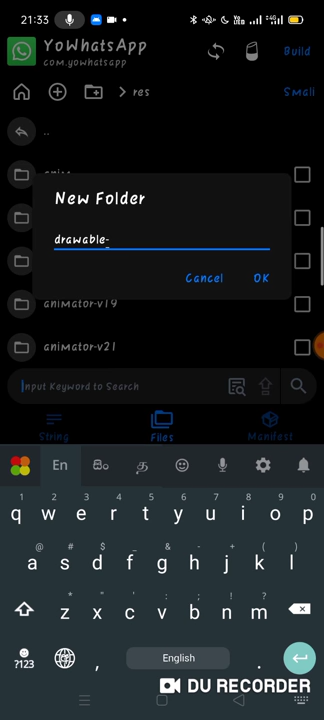 21:33
YoWhatsApp
com.yowhatsapp
Build
> res
Small
..
anim
New Folder
drawable-
Cancel
OK
animator-v19
animator-v21
Input Keyword to Search
String
Files
Manifest
En
සිං
த
1 2 3 4 5 6 7 8 9 0
q w e r t y u i o p
@ # $ _ & - + ( )
a s d f g h j k l
* " ' : ; ! ?
z x c v b n m
?123
,
English
.
DU RECORDER